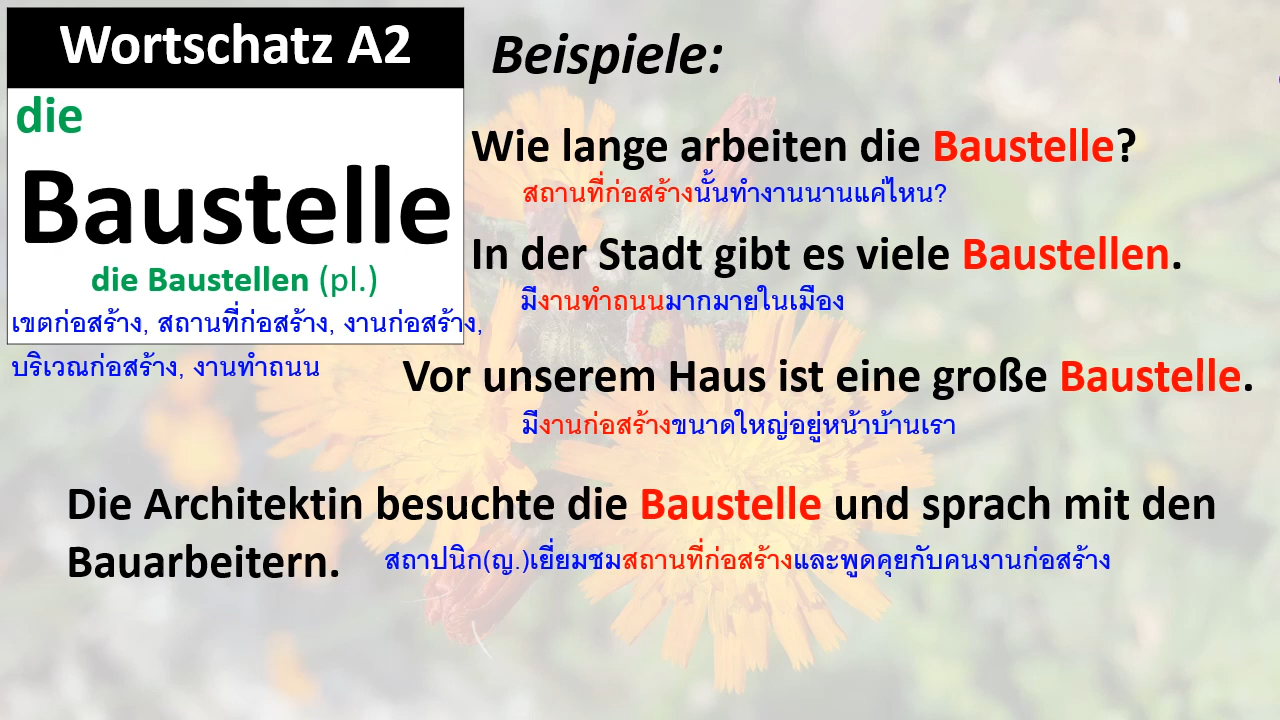 Wortschatz A2
die
Baustelle
die Baustellen (pl.)
เขตก่อสร้าง, สถานที่ก่อสร้าง, งานก่อสร้าง,
บริเวณก่อสร้าง, งานทำถนน
Beispiele:
Wie lange arbeiten die Baustelle?
สถานที่ก่อสร้างนั้นทำงานนานแค่ไหน?
In der Stadt gibt es viele Baustellen.
มีงานทำถนนมากมายในเมือง
Vor unserem Haus ist eine große Baustelle.
มีงานก่อสร้างขนาดใหญ่อยู่หน้าบ้านเรา
Die Architektin besuchte die Baustelle und sprach mit den
Bauarbeitern. สถาปนิก(ญ.)เยี่ยมชมสถานที่ก่อสร้างและพูดคุยกับคนงานก่อสร้าง